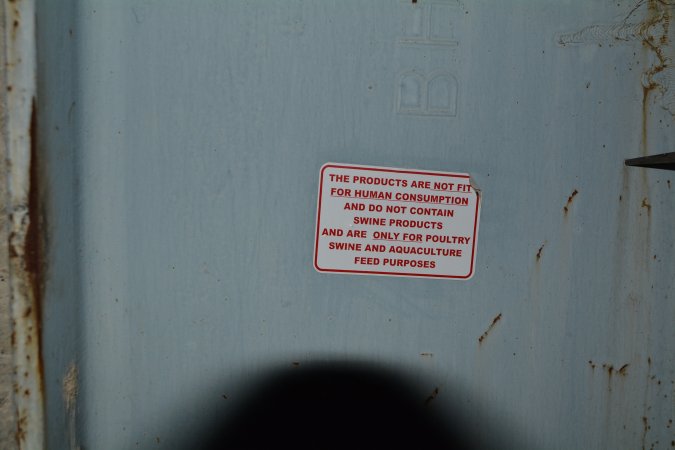 BH
B
THE PRODUCTS ARE NOT FIT
FOR HUMAN CONSUMPTION
AND DO NOT CONTAIN
SWINE PRODUCTS
AND ARE ONLY FOR POULTRY
SWINE AND AQUACULTURE
FEED PURPOSES